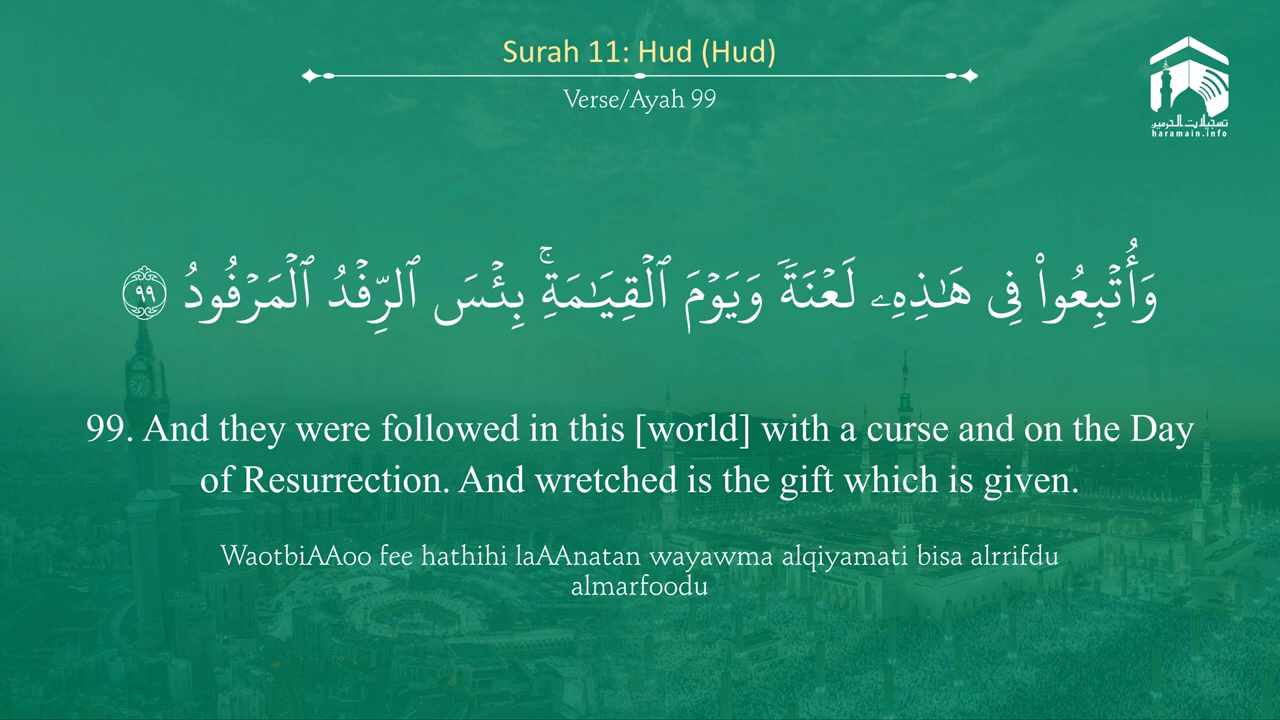 Surah 11: Hud (Hud)
Verse/Ayah 99
تسجيلات الحرمين
haramain.info
وَأُتْبِعُوا۟ فِى هَـٰذِهِۦ لَعْنَةً وَيَوْمَ ٱلْقِيَـٰمَةِ ۚ بِئْسَ ٱلرِّفْدُ ٱلْمَرْفُودُ ٩٩
99. And they were followed in this [world] with a curse and on the Day
of Resurrection. And wretched is the gift which is given.
WaotbiAAoo fee hathihi laAAnatan wayawma alqiyamati bisa alrrifdu
almarfoodu